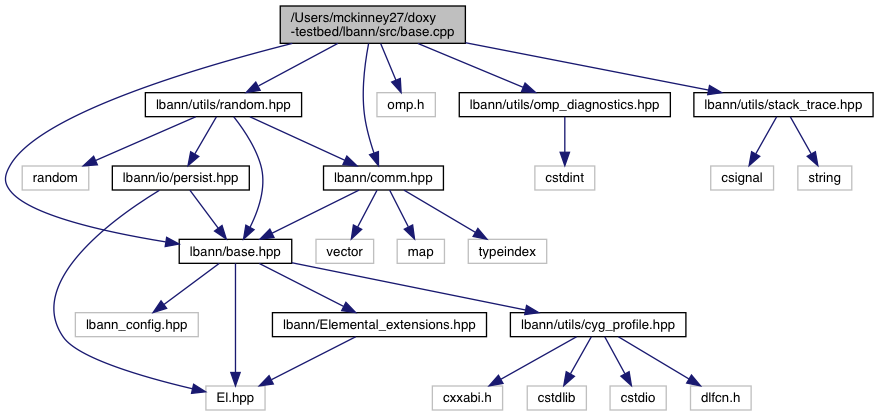 /Users/mckinney27/doxy
-testbed/lbann/src/base.cpp
lbann/utils/random.hpp
omp.h
lbann/utils/omp_diagnostics.hpp
lbann/utils/stack_trace.hpp
random
lbann/io/persist.hpp
lbann/comm.hpp
cstdint
csignal
string
lbann/base.hpp
vector
map
typeindex
lbann_config.hpp
lbann/Elemental_extensions.hpp
lbann/utils/cyg_profile.hpp
El.hpp
cxxabi.h
cstdlib
cstdio
dlfcn.h